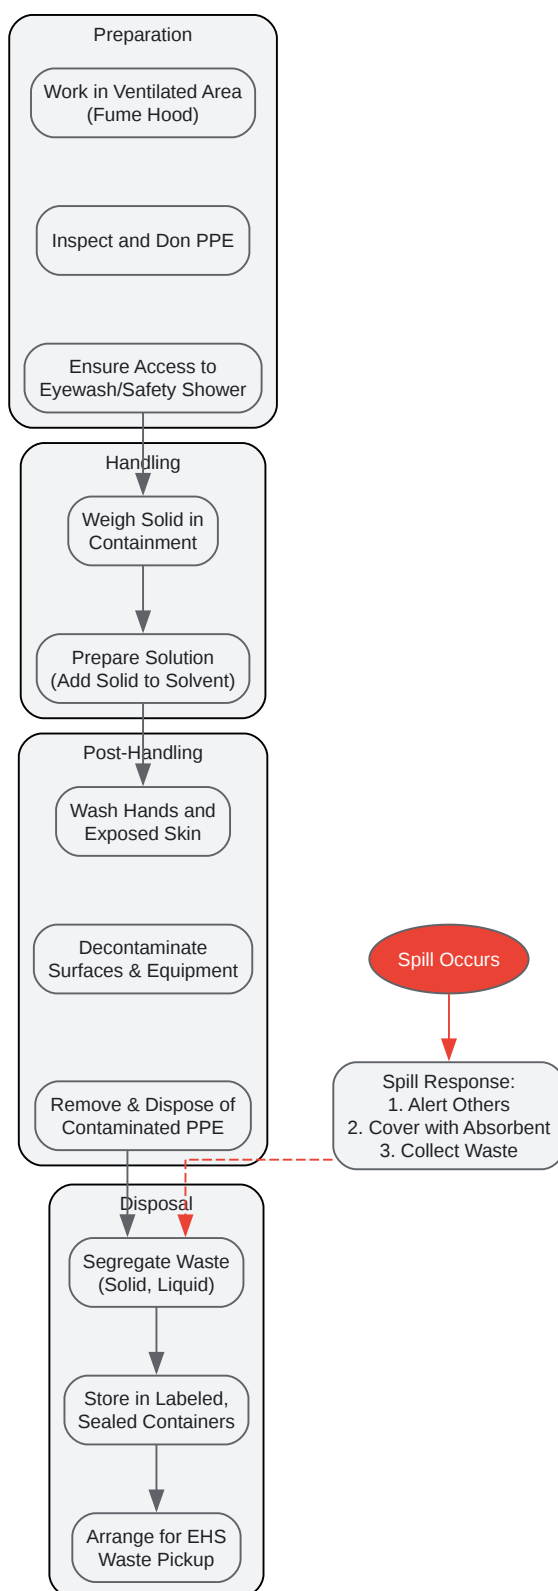 Preparation
Work in Ventilated Area
(Fume Hood)
Inspect and Don PPE
Ensure Access to
Eyewash/Safety Shower
Handling
Weigh Solid in
Containment
Prepare Solution
(Add Solid to Solvent)
Post-Handling
Wash Hands and
Exposed Skin
Decontaminate
Surfaces & Equipment
Spill Occurs
Remove & Dispose of
Contaminated PPE
Spill Response:
1. Alert Others
2. Cover with Absorbent
3. Collect Waste
Disposal
Segregate Waste
(Solid, Liquid)
Store in Labeled,
Sealed Containers
Arrange for EHS
Waste Pickup